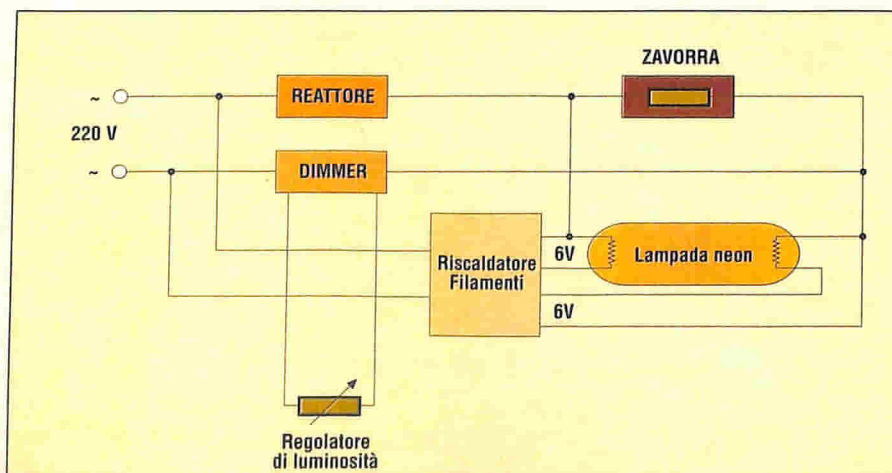 ZAVORRA
~
REATTORE
220 V
~
DIMMER
6V
Lampada neon
Riscaldatore
Filamenti
6V
Regolatore
di luminosità